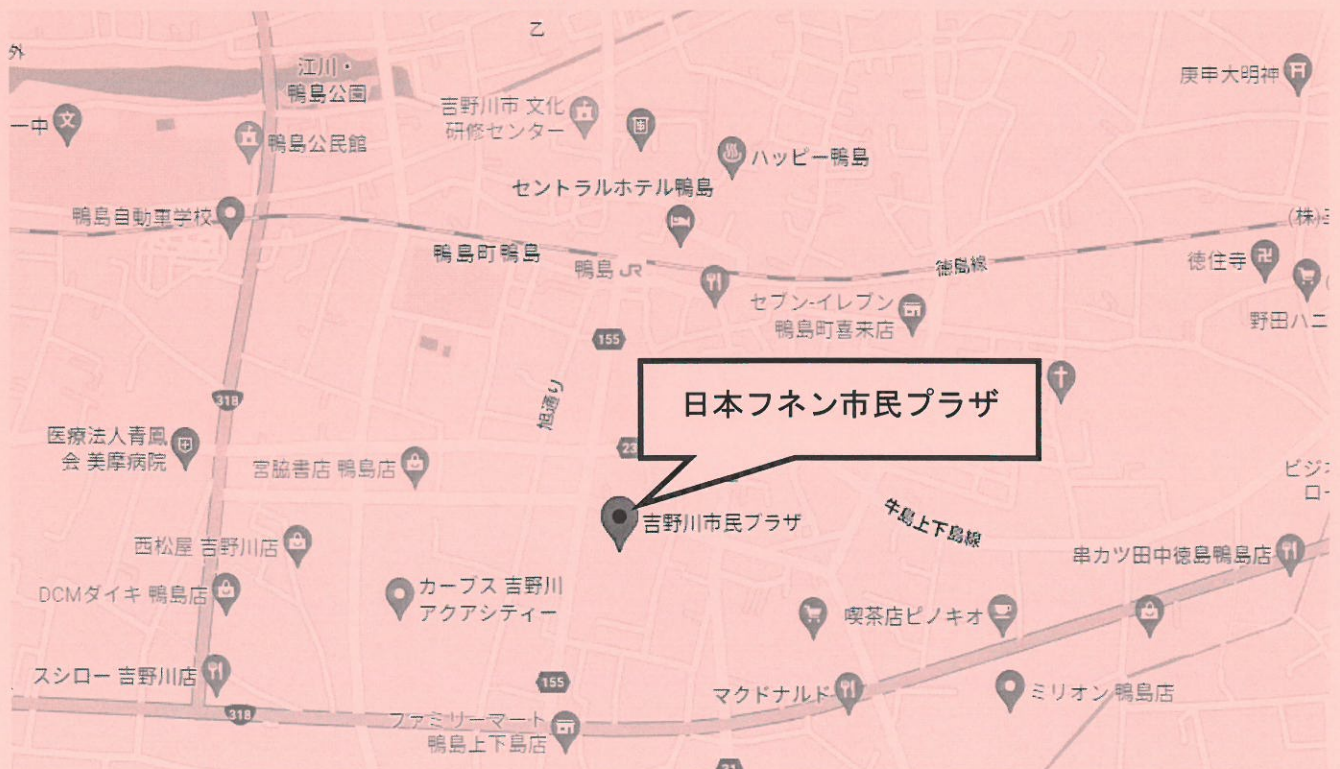 乙
外
江川・
鴨島公園
庚申大明神
吉野川市 文化
研修センター
一中
鴨島公民館
ハッピー鴨島
セントラルホテル鴨島
鴨島自動車学校
(株)
鴨島町鴨島
鴨島 JR
徳島線
徳住寺
セブン-イレブン
鴨島町喜来店
野田ハニ
155
旭通り
日本フネン市民プラザ
318
医療法人青鳳
会 美摩病院
宮脇書店 鴨島店
23
ビジネ
ロー
吉野川市民プラザ
牛島上下島線
西松屋 吉野川店
串カツ田中徳島鴨島店
DCMダイキ 鴨島店
カーブス 吉野川
アクアシティー
喫茶店ピノキオ
スシロー 吉野川店
155
マクドナルド
ミリオン 鴨島店
318
ファミリーマート
鴨島上下島店
31